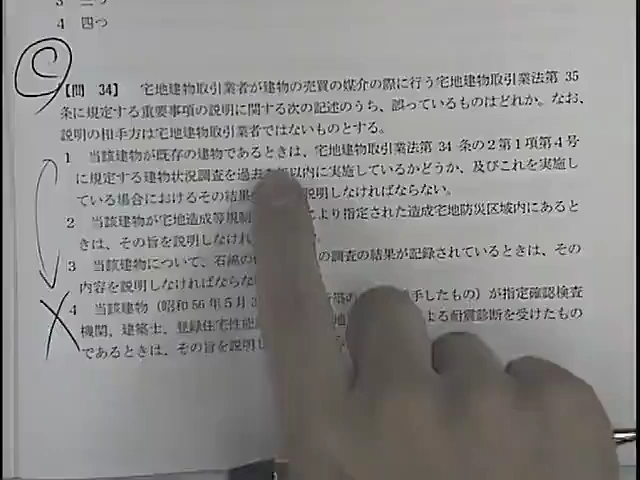 4 四つ
【問 34】 宅地建物取引業者が建物の売買の媒介の際に行う宅地建物取引業法第 35
条に規定する重要事項の説明に関する次の記述のうち、誤っているものはどれか。なお、
説明の相手方は宅地建物取引業者ではないものとする。
1 当該建物が既存の建物であるときは、宅地建物取引業法第 34 条の2第1項第4号
に規定する建物状況調査を過去 以内に実施しているかどうか、及びこれを実施し
ている場合におけるその結果 説明しなければならない。
2 当該建物が宅地造成等規制 により指定された造成宅地防災区域内にあると
きは、その旨を説明しなけれ
3 当該建物について、石綿の の調査の結果が記録されているときは、その
内容を説明しなければならな
4 当該建物（昭和 56 年5月 手したもの）が指定確認検査
機関、建築士、登録住宅性能 よる耐震診断を受けたもの
であるときは、その旨を説明し